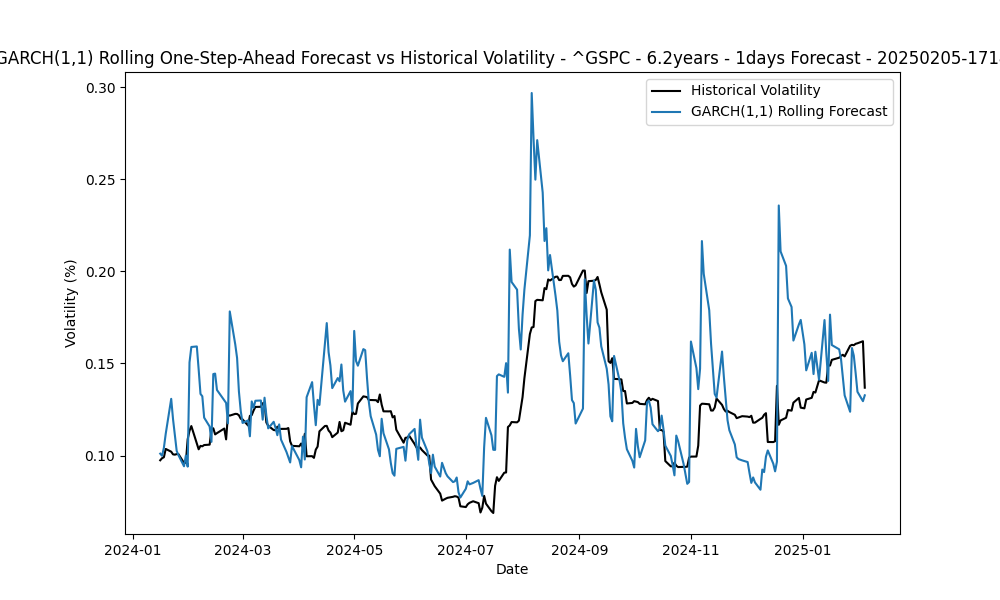 GARCH(1,1) Rolling One-Step-Ahead Forecast vs Historical Volatility - ^GSPC - 6.2years - 1days Forecast - 20250205-171
Historical Volatility
GARCH(1,1) Rolling Forecast
Volatility (%)
0.30
0.25
0.20
0.15
0.10
2024-01
2024-03
2024-05
2024-07
2024-09
2024-11
2025-01
Date